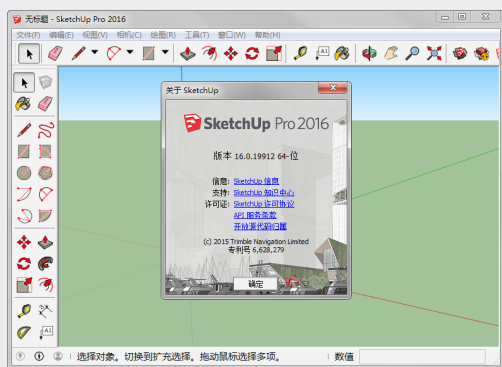 无标题 - SketchUp Pro 2016
文件(F) 编辑(E) 视图(V) 相机(C) 绘图(R) 工具(T) 窗口(W) 帮助(H)
关于 SketchUp
SketchUp Pro 2016
版本 16.0.19912 64-位
信息: SketchUp 信息
支持: SketchUp 知识中心
许可证: SketchUp 许可协议
API 服务条款
开放源代码归属
(c) 2015 Trimble Navigation Limited
专利号 6,628,279
确定
选择对象。切换到扩充选择。拖动鼠标选择多项。 数值